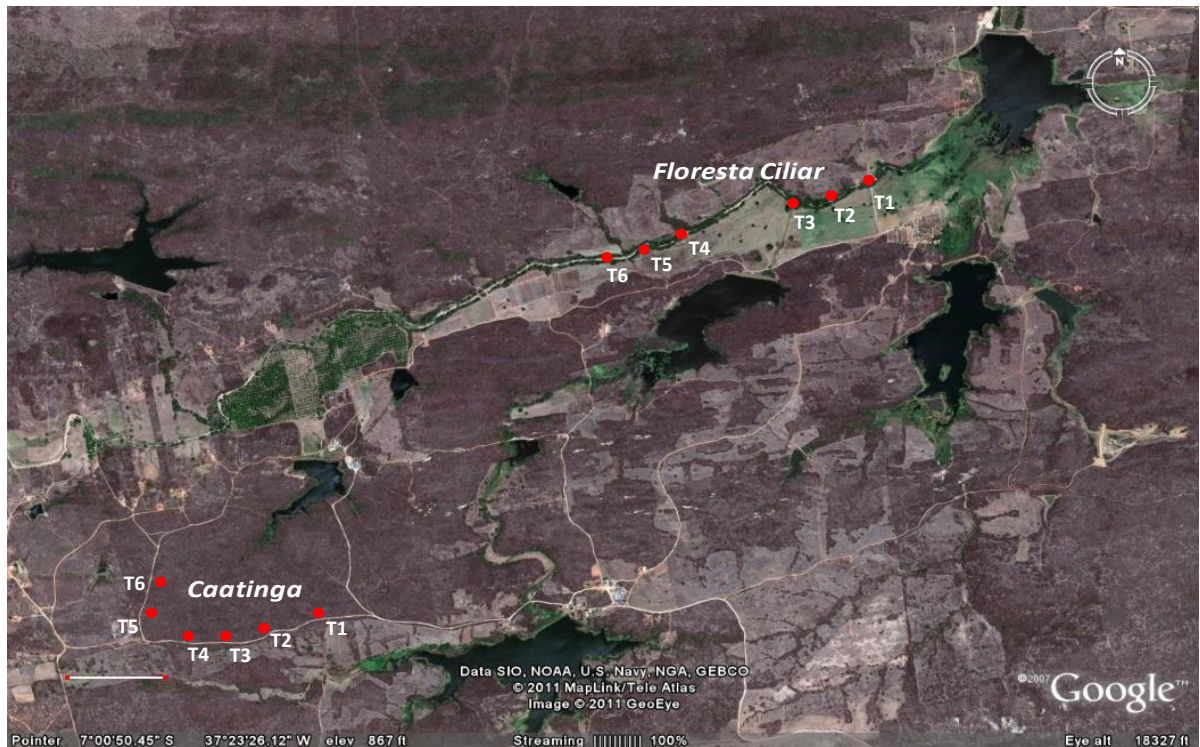 N
Floresta Ciliar
T1
T2
T3
T4
T5
T6
T6
Caatinga
T5
T1
T2
T4
T3
Data SIO, NOAA, U.S. Navy, NGA, GEBCO
© 2011 MapLink/Tele Atlas
Image © 2011 GeoEye
©2007 Google™
Pointer 7°00'50.45" S 37°23'26.12" W elev 867 ft Streaming ||||||||| 100% Eye alt 18327 ft